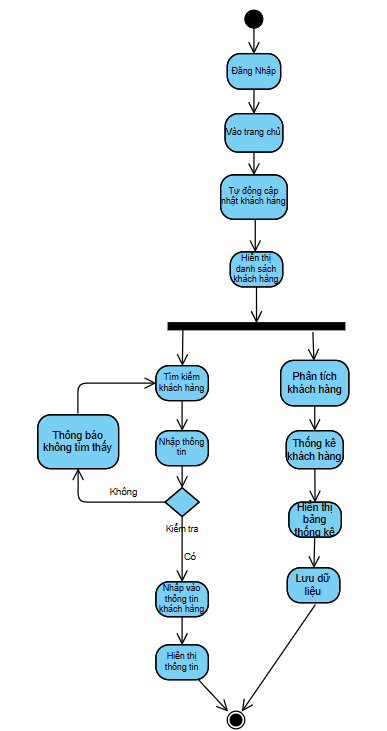 Đăng Nhập
Vào trang chủ
Tự động cập
nhật khách hàng
Hiển thị
danh sách
khách hàng
Tìm kiếm
khách hàng
Phân tích
khách hàng
Thông báo
không tìm thấy
Nhập thông
tin
Thống kê
khách hàng
Không
Hiển thị
bảng
thống kê
Kiểm tra
Có
Nhấp vào
thông tin
khách hàng
Lưu dữ
liệu
Hiển thị
thông tin